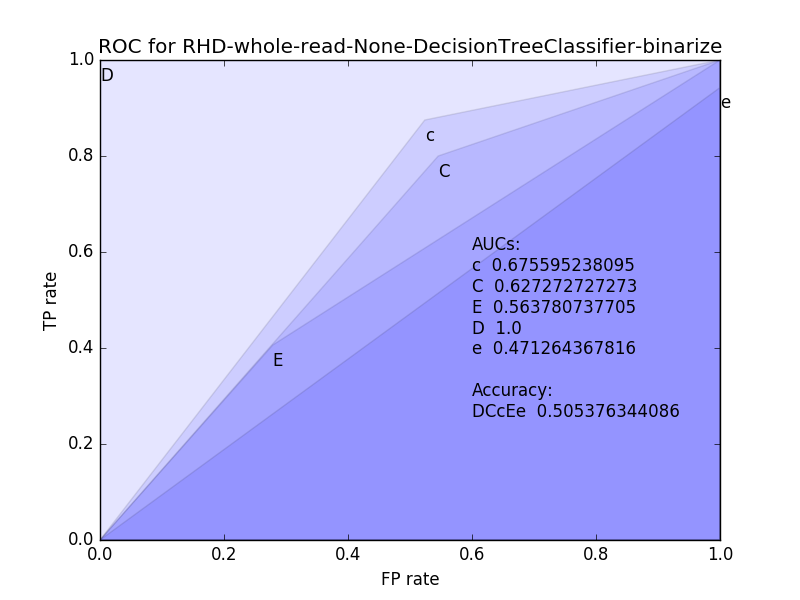 ROC for RHD-whole-read-None-DecisionTreeClassifier-binarize
1.0
D
e
c
0.8
C
0.6
AUCs:
c 0.675595238095
C 0.627272727273
E 0.563780737705
D 1.0
e 0.471264367816
TP rate
0.4
E
Accuracy:
DCcEe 0.505376344086
0.2
0.0
0.0 0.2 0.4 0.6 0.8 1.0
FP rate